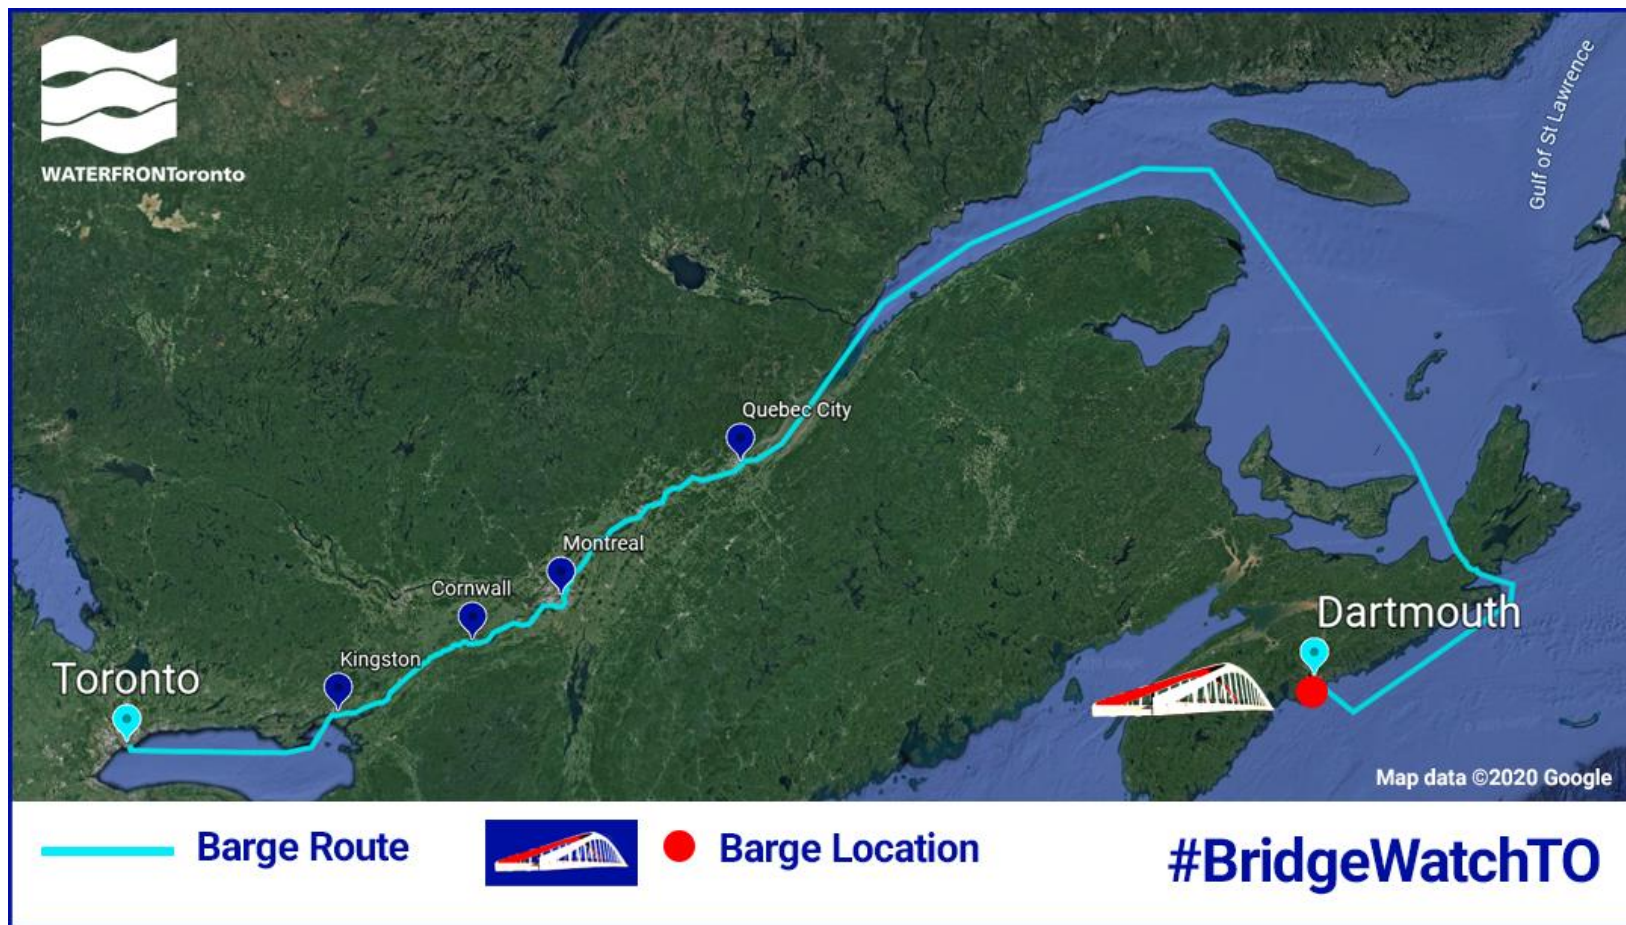 WATERFRONToronto
Gulf of St Lawrence
Quebec City
Montreal
Cornwall
Kingston
Toronto
Dartmouth
Map data ©2020 Google
Barge Route
Barge Location
#BridgeWatchTO